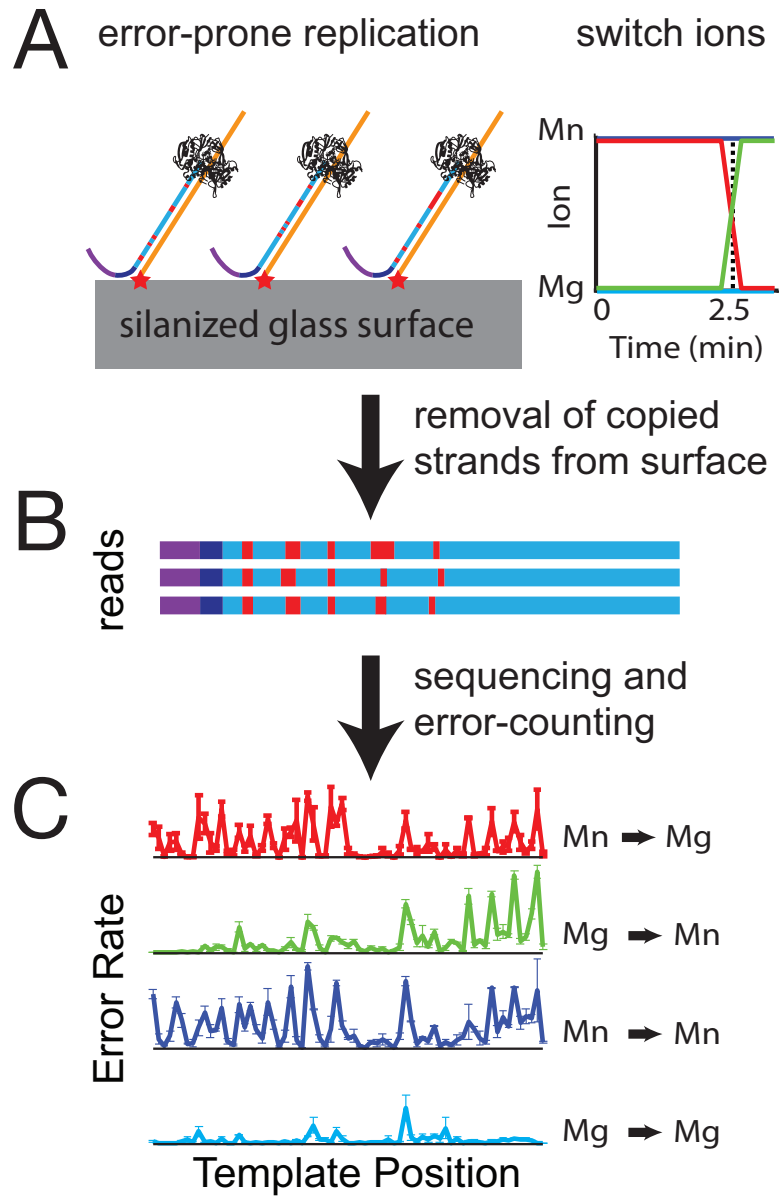 A
error-prone replication
switch ions
Mn
Ion
Mg
0
2.5
Time (min)
silanized glass surface
removal of copied
strands from surface
B
reads
sequencing and
error-counting
C
Error Rate
Mn → Mg
Mg → Mn
Mn → Mn
Mg → Mg
Template Position